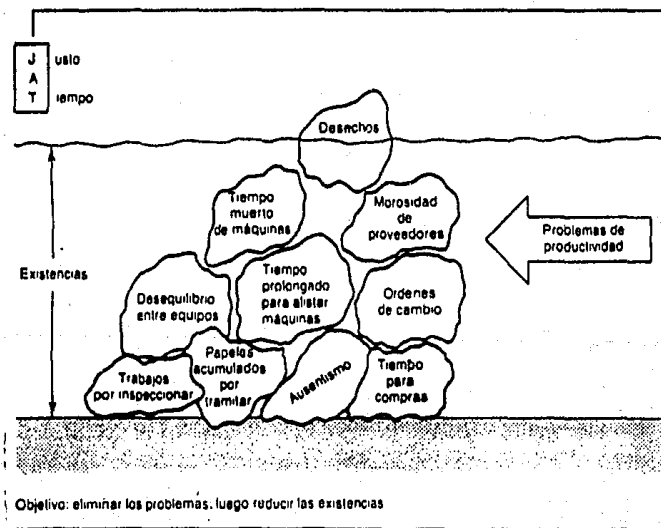 J usto
A
T iempo
Desechos
Tiempo
muerto
de máquinas
Morosidad
de
proveedores
Problemas de
productividad
Existencias
Desequilibrio
entre equipos
Tiempo
prolongado
para alistar
máquinas
Ordenes
de cambio
Trabajos
por inspeccionar
Papeles
acumulados
por
tramitar
Ausentismo
Tiempo
para
compras
Objetivo: eliminar los problemas, luego reducir las existencias